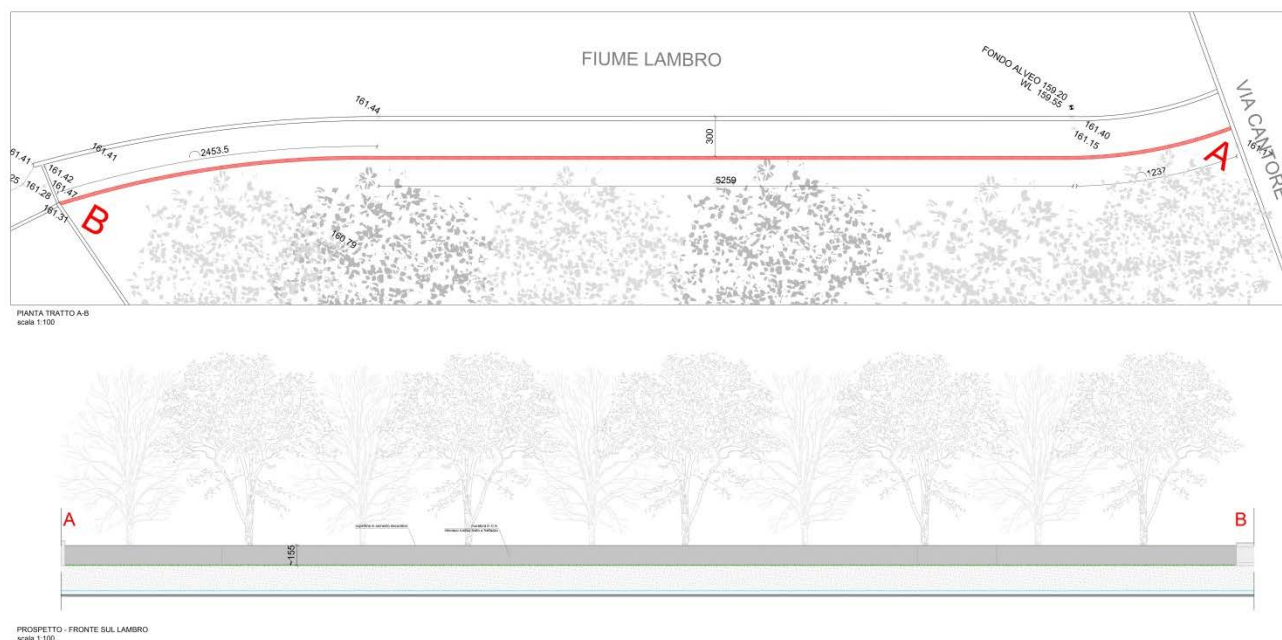 FIUME LAMBRO
FONDO ALVEO 159.20
WL 159.55
VIA CANTORE
161.44
161.41
161.41
2453.5
300
161.40
161.15
A
161.42
161.47
161.28
25
161.31
B
5259
1237
160.79
PIANTA TRATTO A-B
scala 1:100
A
B
~155
PROSPETTO - FRONTE SUL LAMBRO
scala 1:100